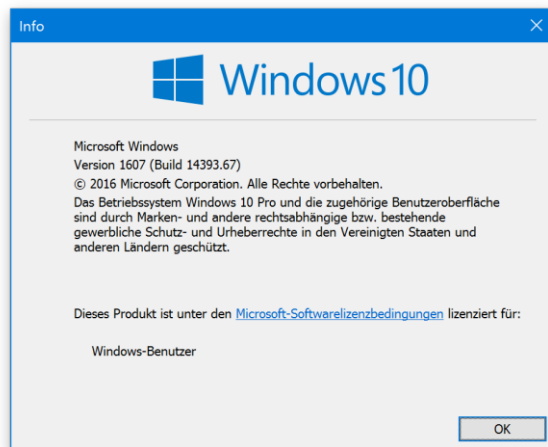 Info
Windows 10
Microsoft Windows
Version 1607 (Build 14393.67)
© 2016 Microsoft Corporation. Alle Rechte vorbehalten.
Das Betriebssystem Windows 10 Pro und die zugehörige Benutzeroberfläche
sind durch Marken- und andere rechtsabhängige bzw. bestehende
gewerbliche Schutz- und Urheberrechte in den Vereinigten Staaten und
anderen Ländern geschützt.
Dieses Produkt ist unter den Microsoft-Softwarelizenzbedingungen lizenziert für:
Windows-Benutzer
OK